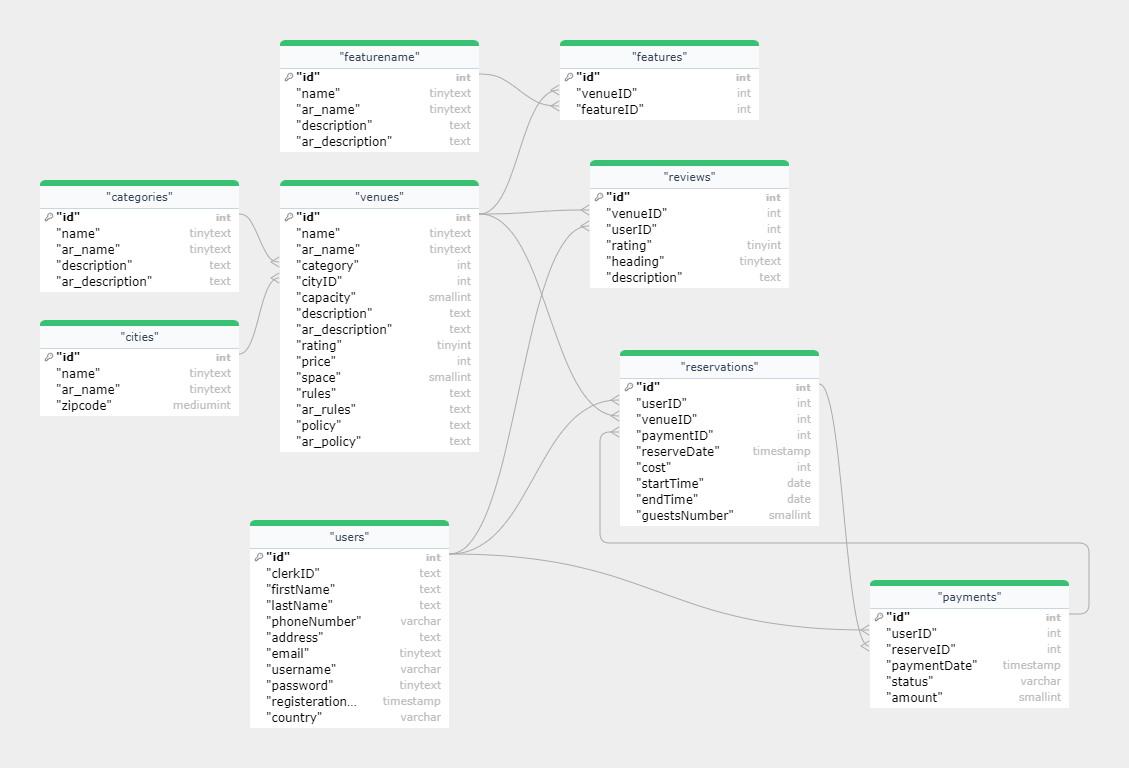 "featurename"
"id" int
"name" tinytext
"ar_name" tinytext
"description" text
"ar_description" text
"features"
"id" int
"venueID" int
"featureID" int
"categories"
"id" int
"name" tinytext
"ar_name" tinytext
"description" text
"ar_description" text
"venues"
"id" int
"name" tinytext
"ar_name" tinytext
"category" int
"cityID" int
"capacity" smallint
"description" text
"ar_description" text
"rating" tinyint
"price" int
"space" smallint
"rules" text
"ar_rules" text
"policy" text
"ar_policy" text
"reviews"
"id" int
"venueID" int
"userID" int
"rating" tinyint
"heading" tinytext
"description" text
"cities"
"id" int
"name" tinytext
"ar_name" tinytext
"zipcode" mediumint
"reservations"
"id" int
"userID" int
"venueID" int
"paymentID" int
"reserveDate" timestamp
"cost" int
"startTime" date
"endTime" date
"guestsNumber" smallint
"users"
"id" int
"clerkID" text
"firstName" text
"lastName" text
"phoneNumber" varchar
"address" text
"email" tinytext
"username" varchar
"password" tinytext
"registeration... timestamp
"country" varchar
"payments"
"id" int
"userID" int
"reserveID" int
"paymentDate" timestamp
"status" varchar
"amount" smallint